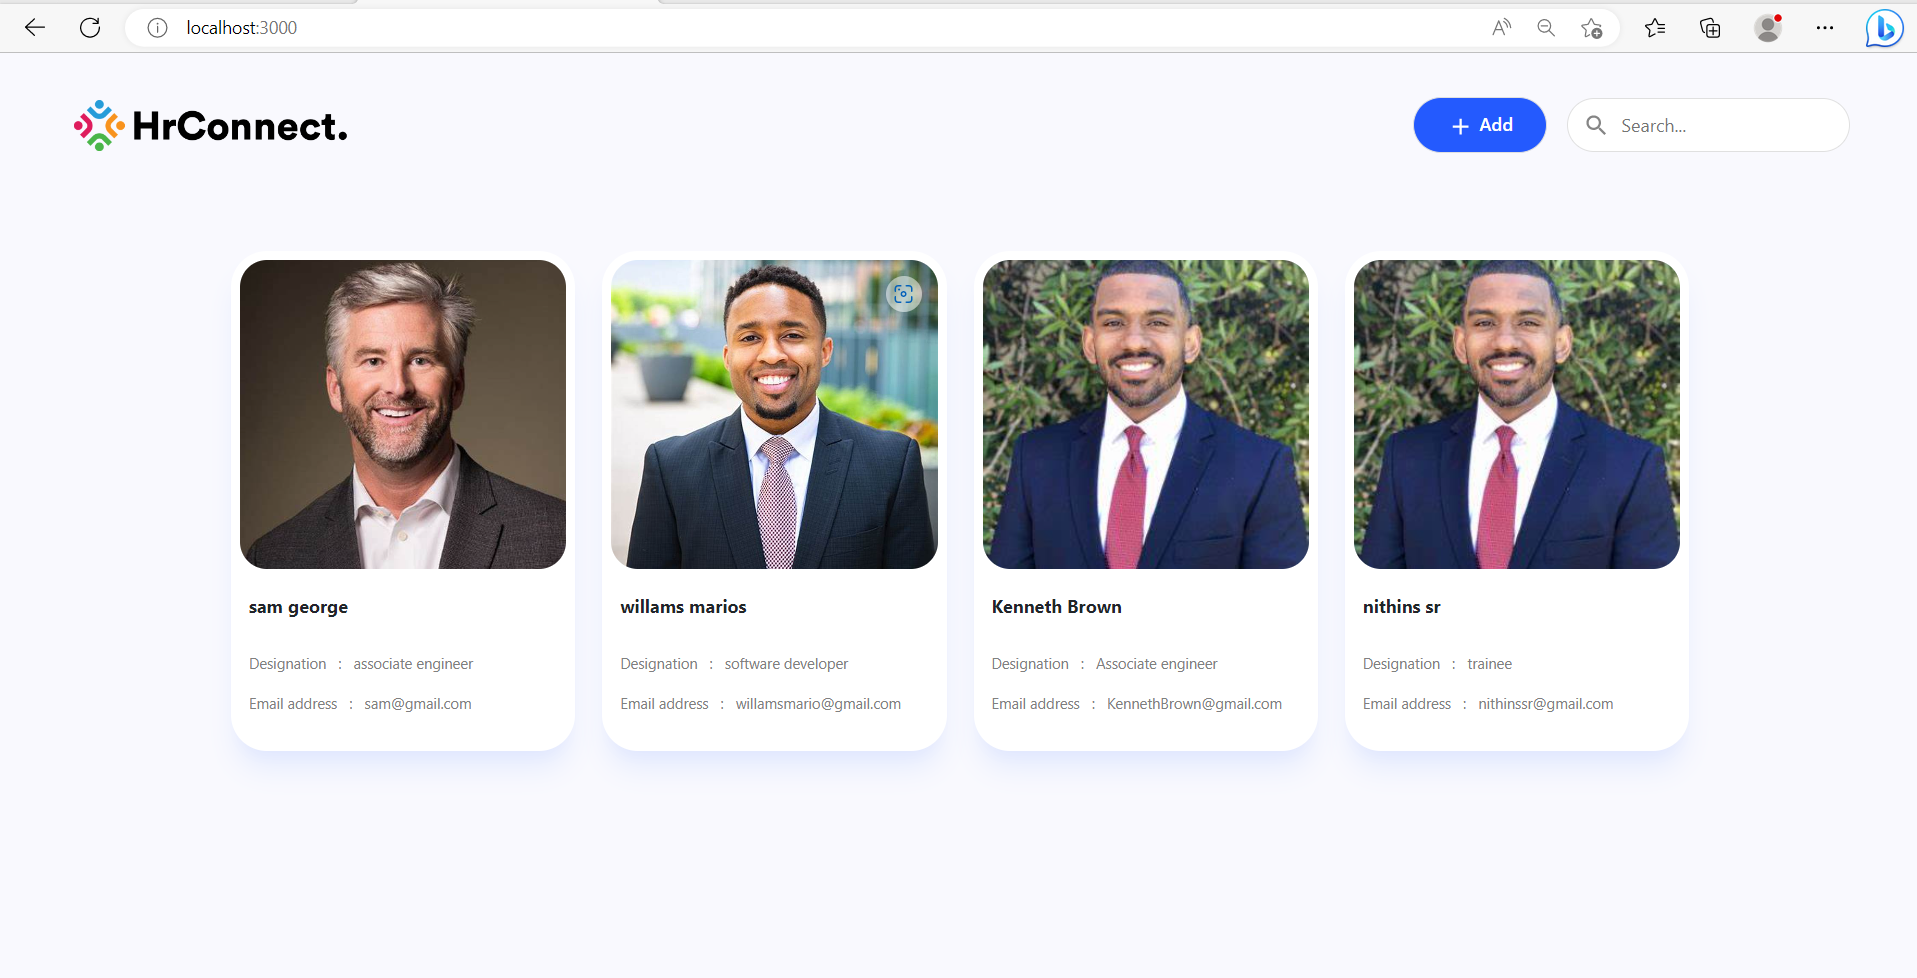 localhost:3000
HrConnect.
+ Add
Search...
sam george
Designation : associate engineer
Email address : sam@gmail.com
willams marios
Designation : software developer
Email address : willamsmario@gmail.com
Kenneth Brown
Designation : Associate engineer
Email address : KennethBrown@gmail.com
nithins sr
Designation : trainee
Email address : nithinssr@gmail.com